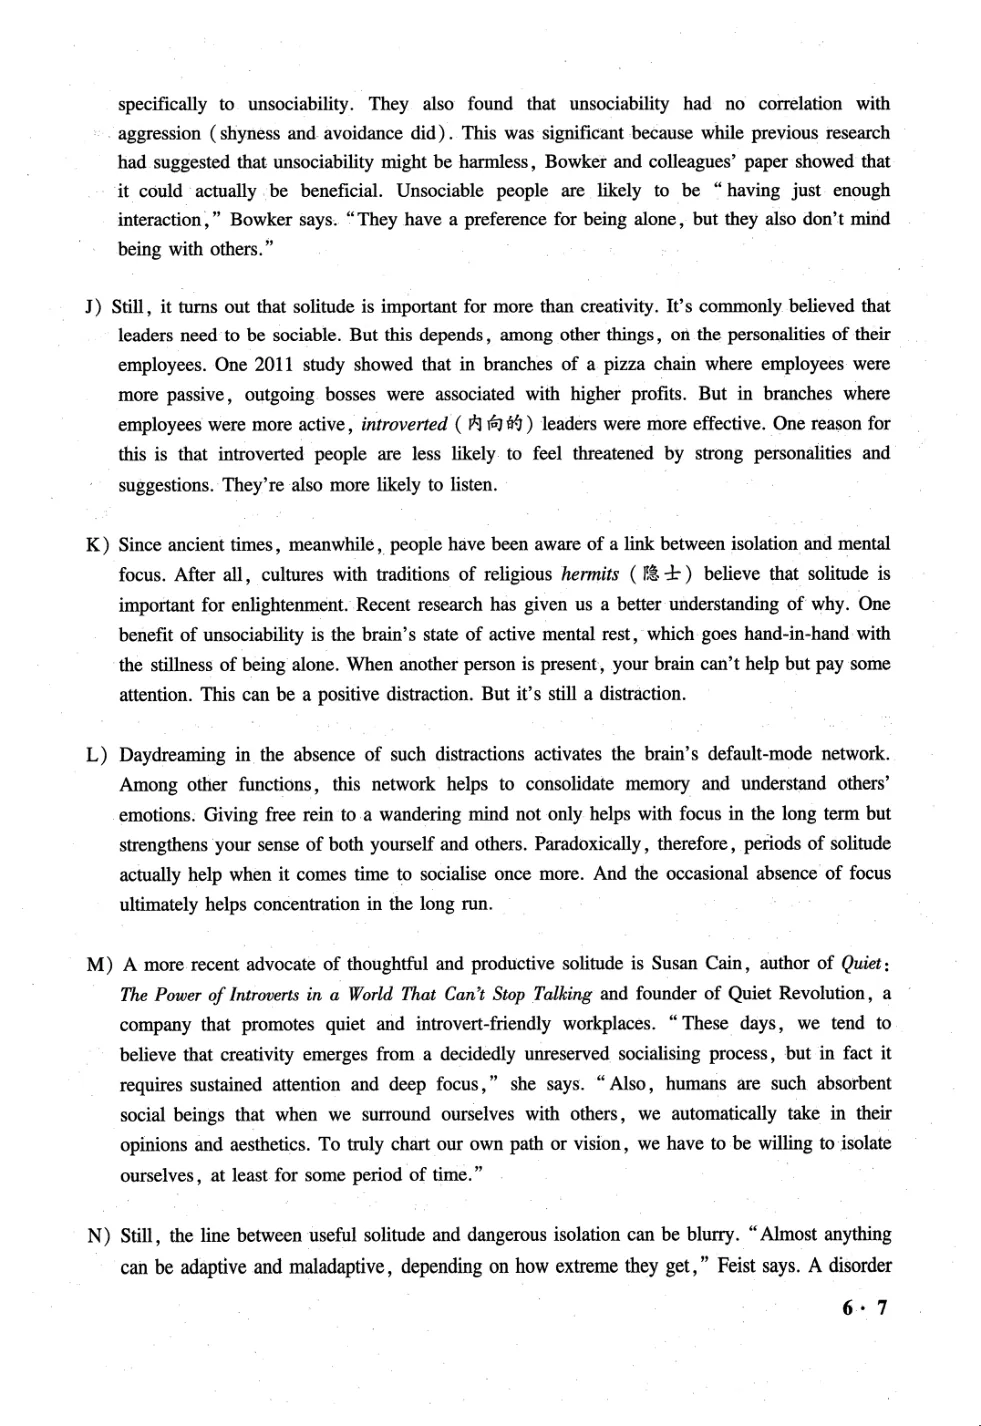 specifically to unsociability. They also found that unsociability had no correlation with
aggression (shyness and avoidance did). This was significant because while previous research
had suggested that unsociability might be harmless, Bowker and colleagues' paper showed that
it could actually be beneficial. Unsociable people are likely to be “having just enough
interaction,” Bowker says. “They have a preference for being alone, but they also don't mind
being with others.”
J) Still, it turns out that solitude is important for more than creativity. It's commonly believed that
leaders need to be sociable. But this depends, among other things, on the personalities of their
employees. One 2011 study showed that in branches of a pizza chain where employees were
more passive, outgoing bosses were associated with higher profits. But in branches where
employees were more active, introverted (内向的) leaders were more effective. One reason for
this is that introverted people are less likely to feel threatened by strong personalities and
suggestions. They're also more likely to listen.
K) Since ancient times, meanwhile, people have been aware of a link between isolation and mental
focus. After all, cultures with traditions of religious hermits (隐士) believe that solitude is
important for enlightenment. Recent research has given us a better understanding of why. One
benefit of unsociability is the brain's state of active mental rest, which goes hand-in-hand with
the stillness of being alone. When another person is present, your brain can't help but pay some
attention. This can be a positive distraction. But it's still a distraction.
L) Daydreaming in the absence of such distractions activates the brain's default-mode network.
Among other functions, this network helps to consolidate memory and understand others'
emotions. Giving free rein to a wandering mind not only helps with focus in the long term but
strengthens your sense of both yourself and others. Paradoxically, therefore, periods of solitude
actually help when it comes time to socialise once more. And the occasional absence of focus
ultimately helps concentration in the long run.
M) A more recent advocate of thoughtful and productive solitude is Susan Cain, author of Quiet:
The Power of Introverts in a World That Can't Stop Talking and founder of Quiet Revolution, a
company that promotes quiet and introvert-friendly workplaces. “These days, we tend to
believe that creativity emerges from a decidedly unreserved socialising process, but in fact it
requires sustained attention and deep focus,” she says. “Also, humans are such absorbent
social beings that when we surround ourselves with others, we automatically take in their
opinions and aesthetics. To truly chart our own path or vision, we have to be willing to isolate
ourselves, at least for some period of time.”
N) Still, the line between useful solitude and dangerous isolation can be blurry. “Almost anything
can be adaptive and maladaptive, depending on how extreme they get,” Feist says. A disorder
6·7